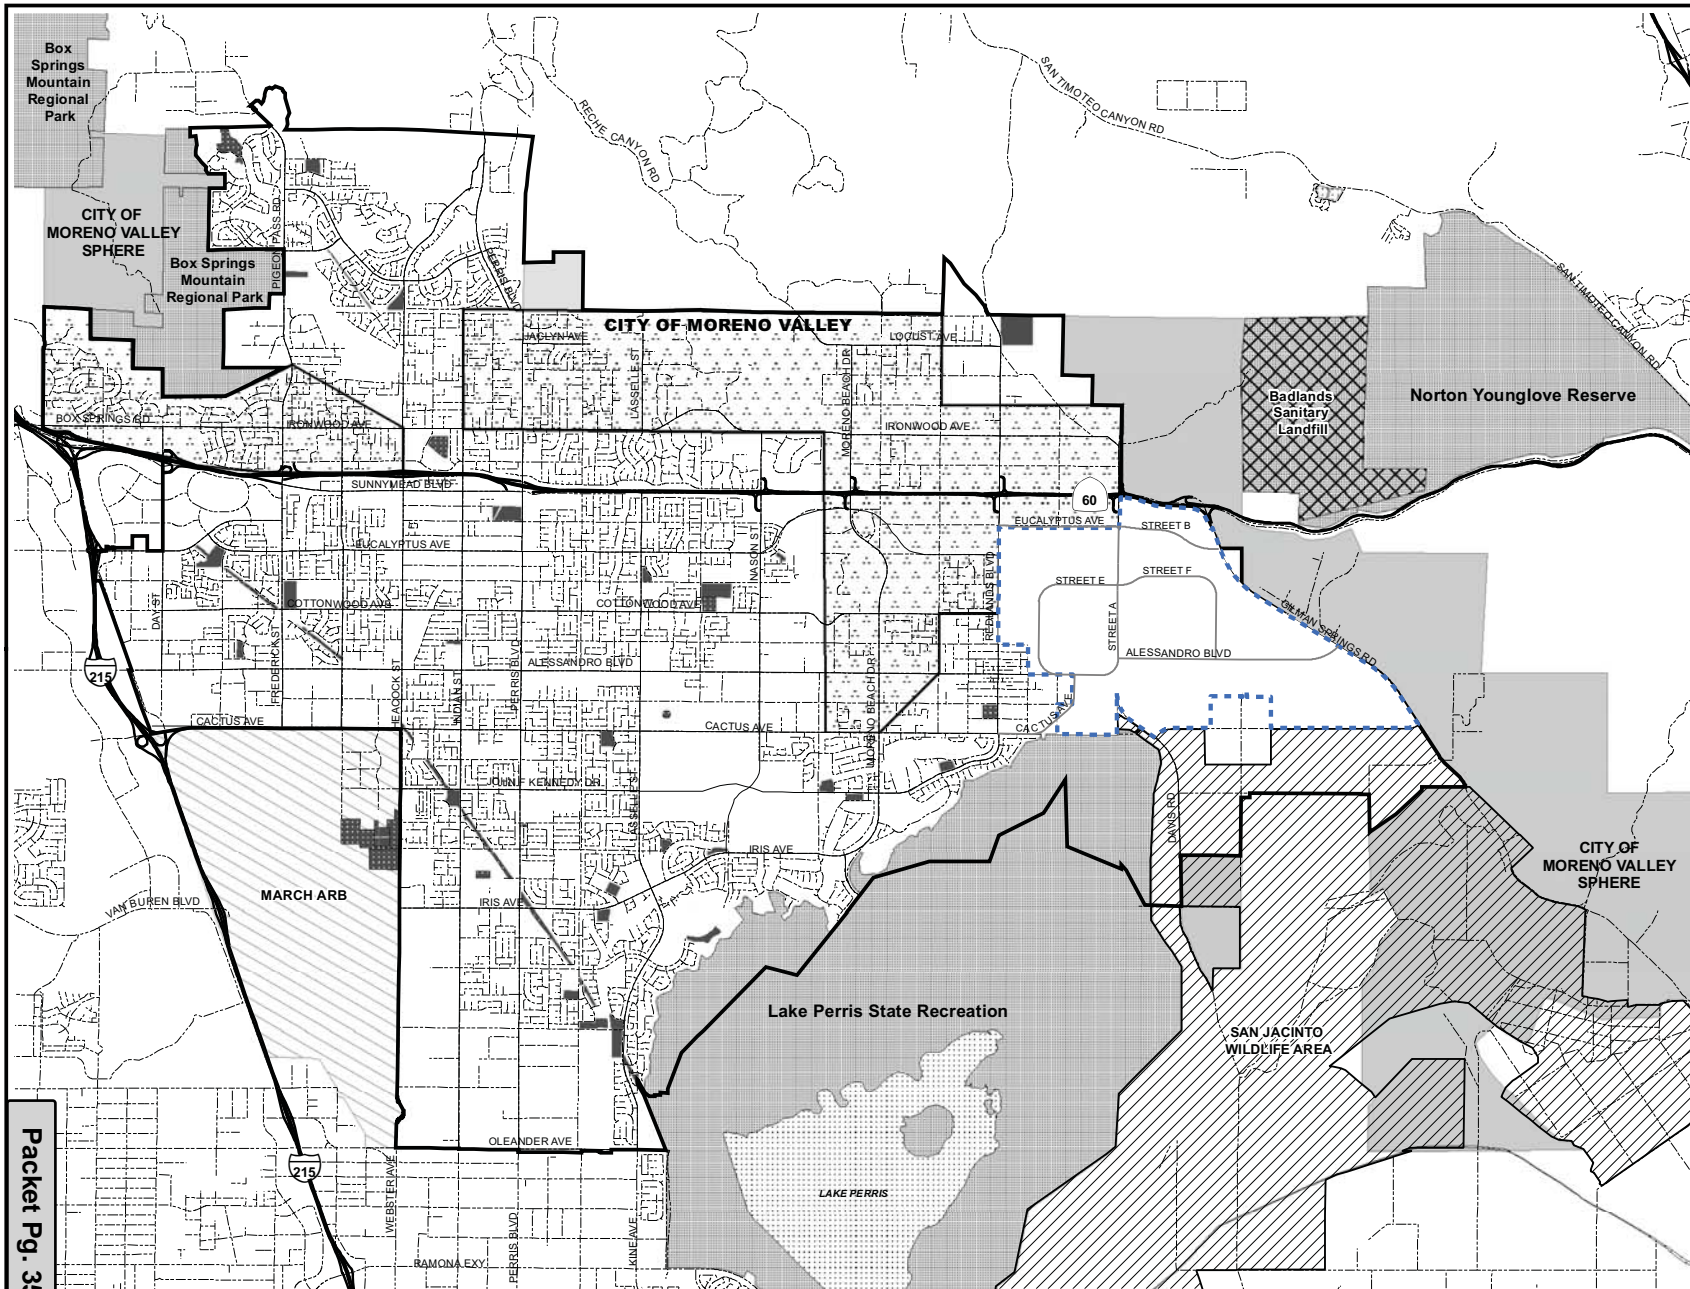 Box
Springs
Mountain
Regional
Park
CITY OF
MORENO VALLEY
SPHERE
Box Springs
Mountain
Regional Park
PIGEON PASS RD
PERRIS BLVD
RECHE CANYON RD
SAN TIMOTEO CANYON RD
SAN TIMOTEO CANYON RD
CITY OF MORENO VALLEY
JACLYN AVE
LOCUST AVE
LASSELLE ST
MORENO BEACH DR
Badlands
Sanitary
Landfill
Norton Younglove Reserve
BOX SPRINGS RD
IRONWOOD AVE
IRONWOOD AVE
SUNNYMEAD BLVD
60
EUCALYPTUS AVE
STREET B
EUCALYPTUS AVE
NASON ST
REDLANDS BLVD
STREET E
STREET F
STREET A
GILMAN SPRINGS RD
DAY ST
COTTONWOOD AVE
COTTONWOOD AVE
FREDERICK ST
HEACOCK ST
INDIAN ST
PERRIS BLVD
ALESSANDRO BLVD
ALESSANDRO BLVD
MORENO BEACH DR
215
CACTUS AVE
CACTUS AVE
CACTUS AVE
MORENO BEACH DR
JOHN F KENNEDY DR
LASSELLE ST
DAVIS RD
IRIS AVE
CITY OF
MORENO VALLEY
SPHERE
MARCH ARB
VAN BUREN BLVD
IRIS AVE
Lake Perris State Recreation
SAN JACINTO
WILDLIFE AREA
OLEANDER AVE
215
LAKE PERRIS
WEBSTER AVE
PERRIS BLVD
KINE AVE
RAMONA EXY
Packet Pg. 35